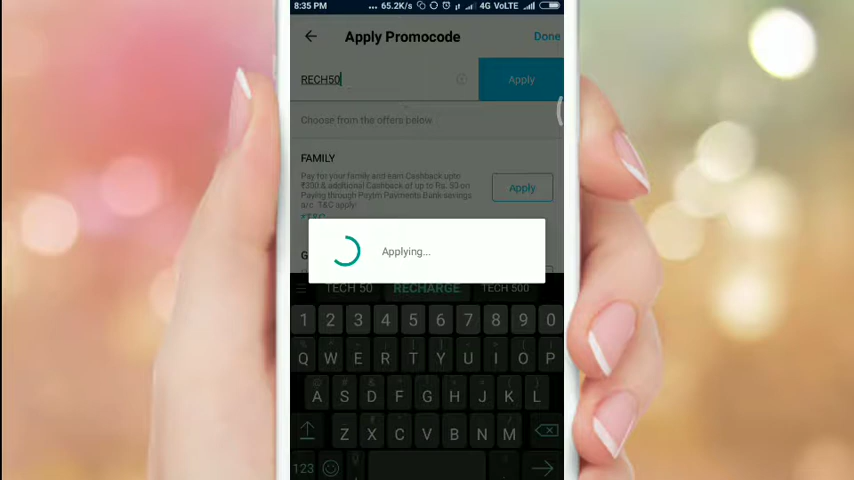 8:35 PM ... 65.2K/s 4G VoLTE
Apply Promocode Done
RECH50 Apply
Choose from the offers below
FAMILY
Pay for your family and earn Cashback upto
₹200 & additional Cashback of up to Rs. 50 on
Paying through Paytm Payments Bank savings
a/c. T&C apply
Apply
*T&C
Applying...
G
TECH 50 RECHARGE TECH 500
1 2 3 4 5 6 7 8 9 0
Q W E R T Y U I O P
@ # &
A S D F G H J K L
Z X C V B N M
123